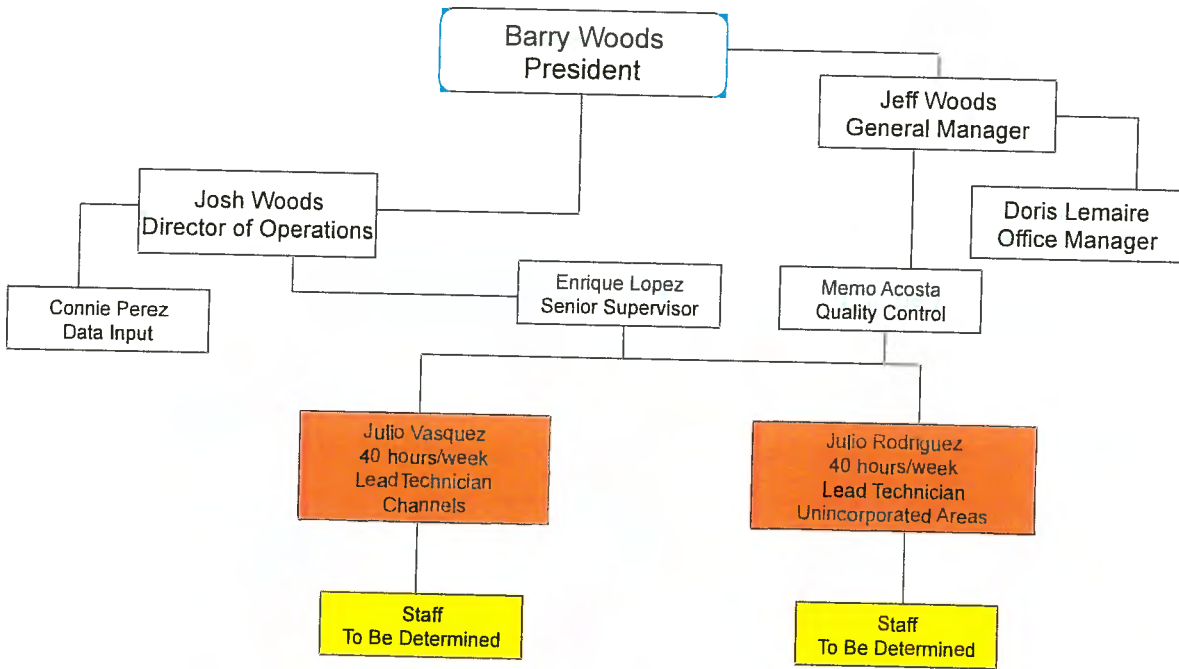 Barry Woods
President
Jeff Woods
General Manager
Josh Woods
Director of Operations
Doris Lemaire
Office Manager
Connie Perez
Data Input
Enrique Lopez
Senior Supervisor
Memo Acosta
Quality Control
Julio Vasquez
40 hours/week
Lead Technician
Channels
Julio Rodriguez
40 hours/week
Lead Technician
Unincorporated Areas
Staff
To Be Determined
Staff
To Be Determined